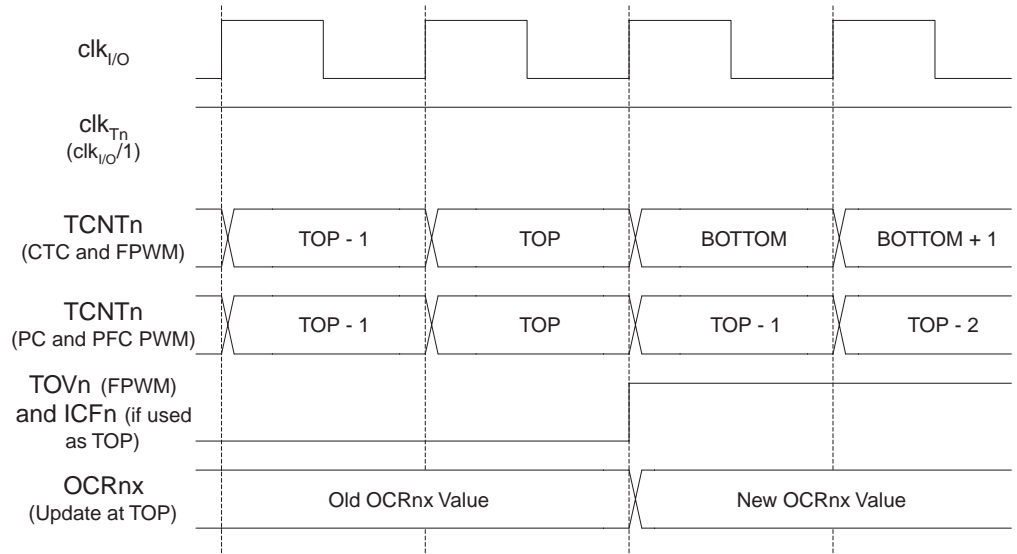 clkI/O
clkTn
(clkI/O/1)
TCNTn
(CTC and FPWM)
TOP - 1
TOP
BOTTOM
BOTTOM + 1
TCNTn
(PC and PFC PWM)
TOP - 1
TOP
TOP - 1
TOP - 2
TOVn (FPWM)
and ICFn (if used
as TOP)
OCRnx
(Update at TOP)
Old OCRnx Value
New OCRnx Value